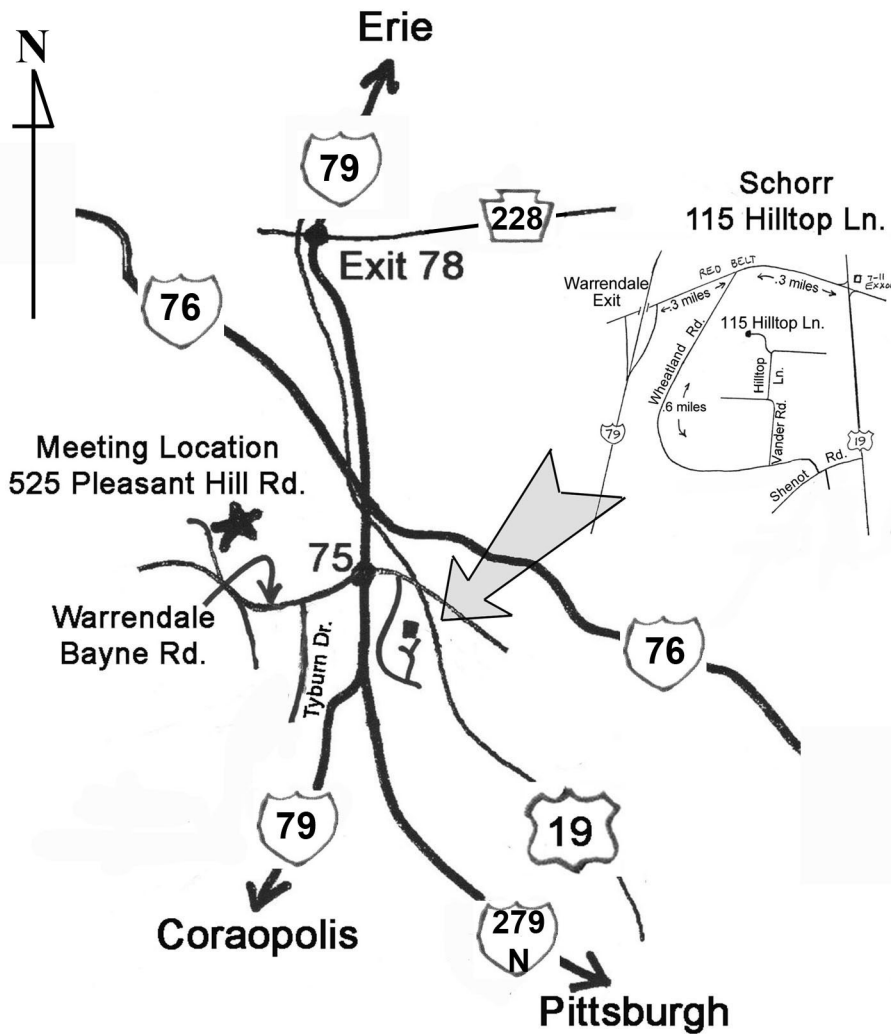 Erie
N
79
228
Exit 78
76
Schorr
115 Hilltop Ln.
RED BELT
7-11
EXXON
Warrendale
Exit
.3 miles
.3 miles
115 Hilltop Ln.
Wheatland Rd.
Hilltop
Ln.
.6 miles
Vander Rd.
79
19
Shenot Rd.
Meeting Location
525 Pleasant Hill Rd.
75
Warrendale
Bayne Rd.
Tyburn Dr.
76
79
19
Coraopolis
279
N
Pittsburgh